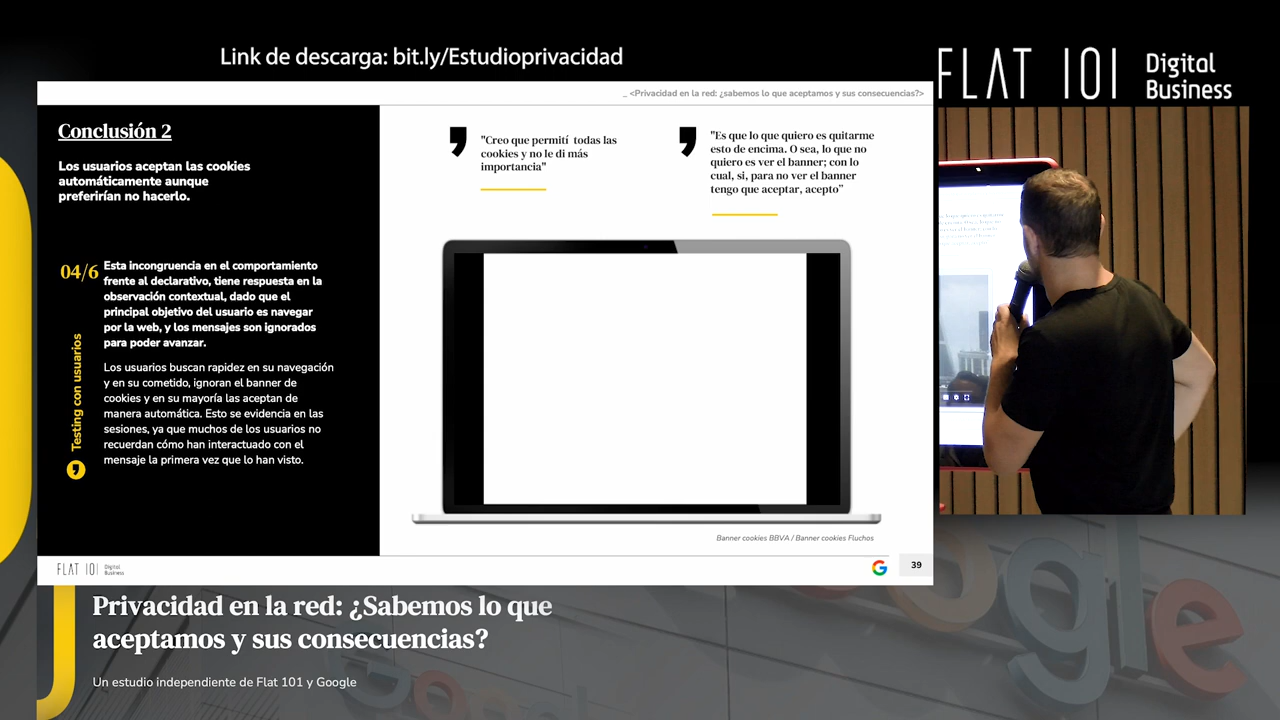 Link de descarga: bit.ly/Estudioprivacidad
FLAT 101 Digital
Business
_ <Privacidad en la red: ¿sabemos lo que aceptamos y sus consecuencias?>
Conclusión 2
Los usuarios aceptan las cookies
automáticamente aunque
preferirían no hacerlo.
04/6
Esta incongruencia en el comportamiento
frente al declarativo, tiene respuesta en la
observación contextual, dado que el
principal objetivo del usuario es navegar
por la web, y los mensajes son ignorados
para poder avanzar.
Los usuarios buscan rapidez en su navegación
y en su cometido, ignoran el banner de
cookies y en su mayoría las aceptan de
manera automática. Esto se evidencia en las
sesiones, ya que muchos de los usuarios no
recuerdan cómo han interactuado con el
mensaje la primera vez que lo han visto.
Testing con usuarios
"Creo que permití todas las
cookies y no le di más
importancia"
"Es que lo que quiero es quitarme
esto de encima. O sea, lo que no
quiero es ver el banner; con lo
cual, si, para no ver el banner
tengo que aceptar, acepto”
Banner cookies BBVA / Banner cookies Fluchos
FLAT 101 Digital
Business
G
39
Privacidad en la red: ¿Sabemos lo que
aceptamos y sus consecuencias?
Un estudio independiente de Flat 101 y Google
Google
ogle